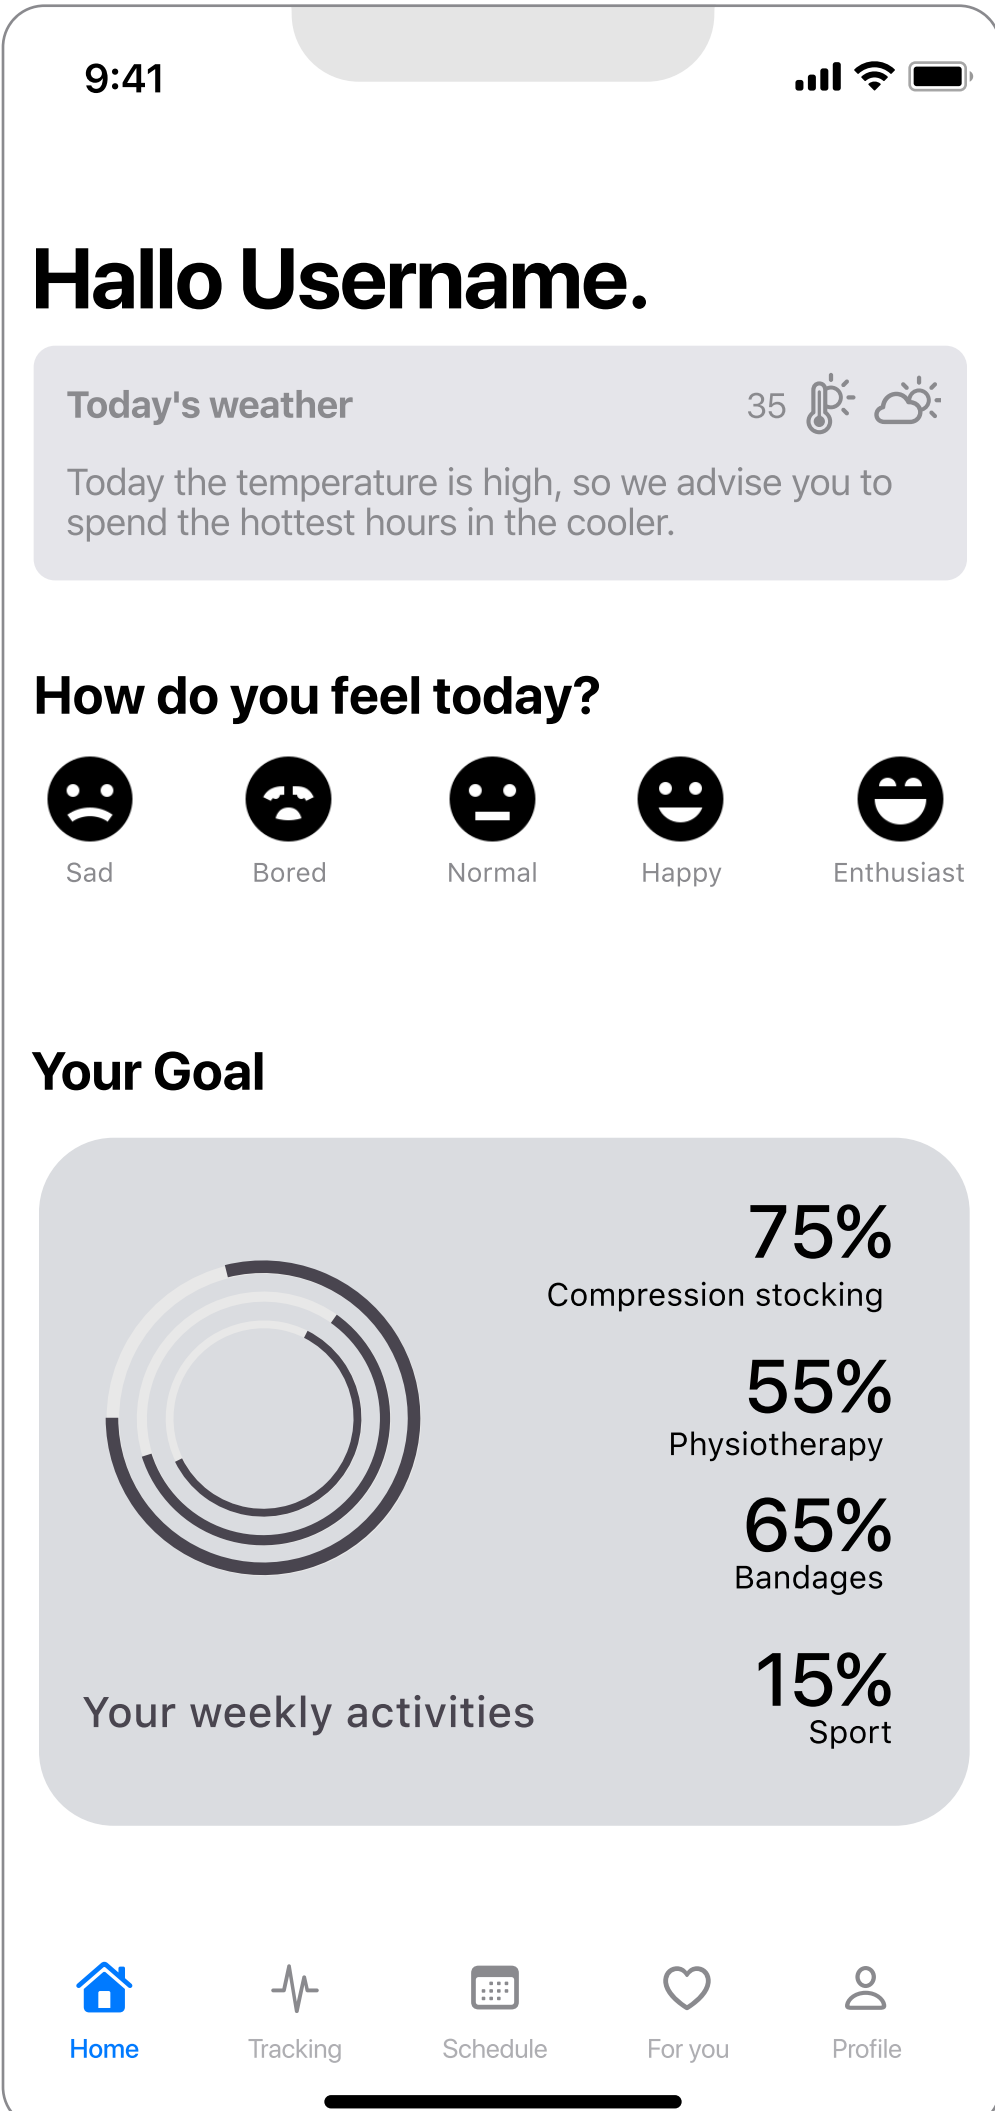 9:41
Hallo Username.
Today's weather
35
Today the temperature is high, so we advise you to
spend the hottest hours in the cooler.
How do you feel today?
Sad
Bored
Normal
Happy
Enthusiast
Your Goal
75%
Compression stocking
55%
Physiotherapy
65%
Bandages
15%
Sport
Your weekly activities
Home
Tracking
Schedule
For you
Profile